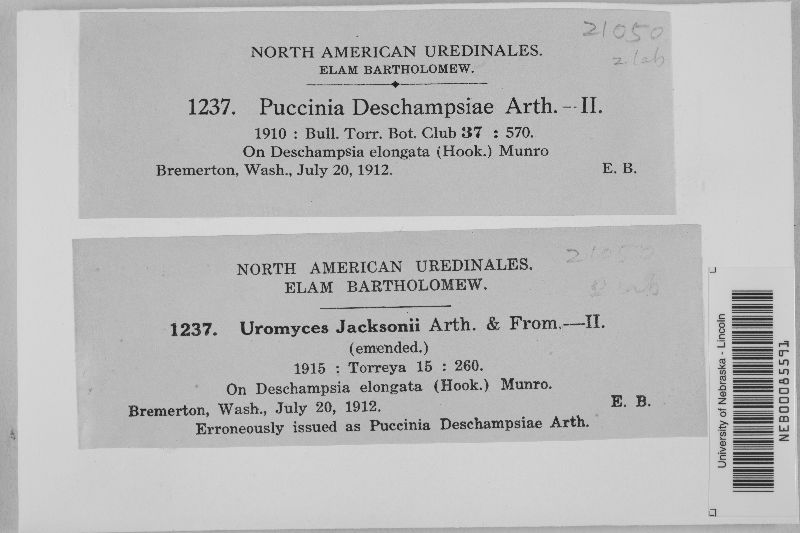 21050
2 lab
NORTH AMERICAN UREDINALES.
ELAM BARTHOLOMEW.
1237. Puccinia Deschampsiae Arth.--II.
1910 : Bull. Torr. Bot. Club 37 : 570.
On Deschampsia elongata (Hook.) Munro
Bremerton, Wash., July 20, 1912. E. B.
21050
NORTH AMERICAN UREDINALES.
ELAM BARTHOLOMEW.
1237. Uromyces Jacksonii Arth. & From.—II.
(emended.)
1915 : Torreya 15 : 260.
On Deschampsia elongata (Hook.) Munro.
Bremerton, Wash., July 20, 1912. E. B.
Erroneously issued as Puccinia Deschampsiae Arth.
University of Nebraska - Lincoln
NEB00085591